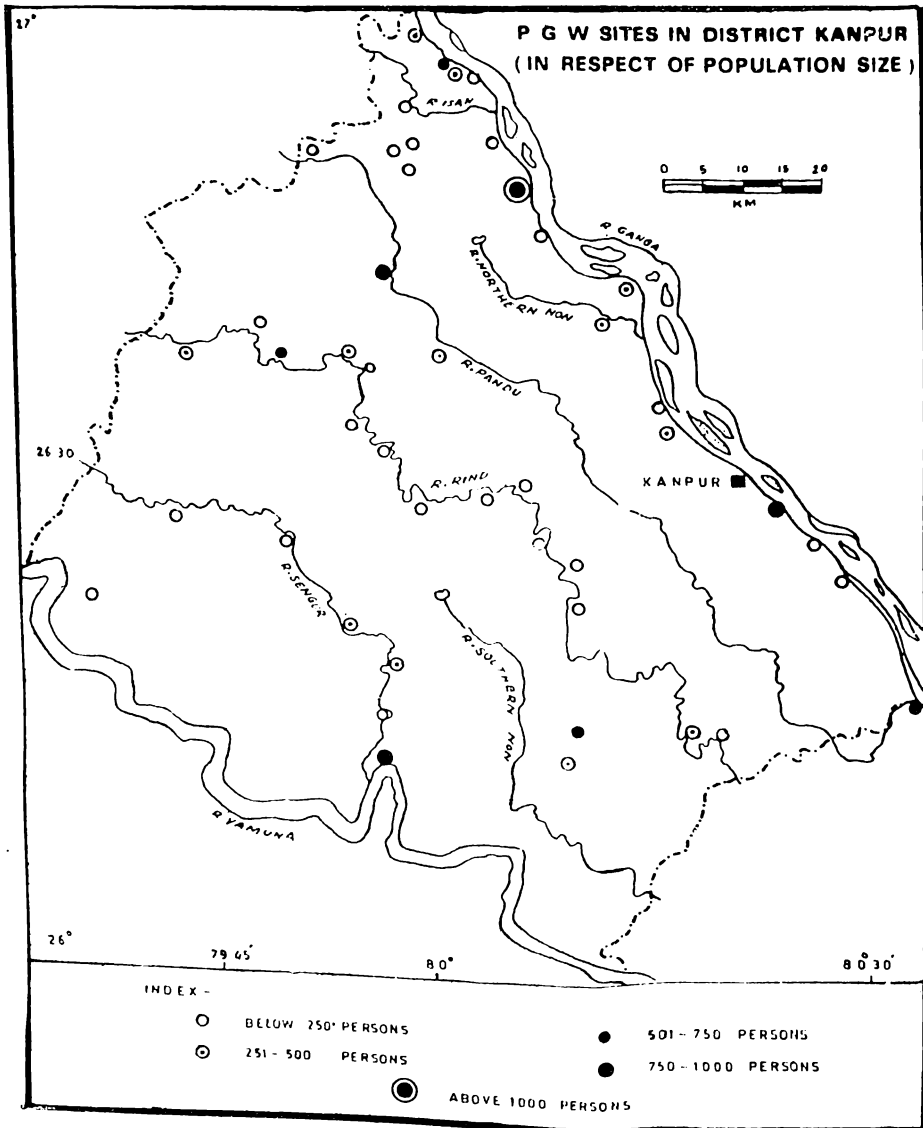 27°
P G W SITES IN DISTRICT KANPUR
(IN RESPECT OF POPULATION SIZE)
R ISAN
0 5 10 15 20
KM
R GANGA
R. NORTHERN NON
R. PANDU
26 30
R. RIND
KANPUR
R. SENGUR
R. SOUTHERN NON
R. YAMUNA
26°
79 45'
80°
80°30'
INDEX -
BELOW 250 PERSONS
251 - 500 PERSONS
501 - 750 PERSONS
750 - 1000 PERSONS
ABOVE 1000 PERSONS